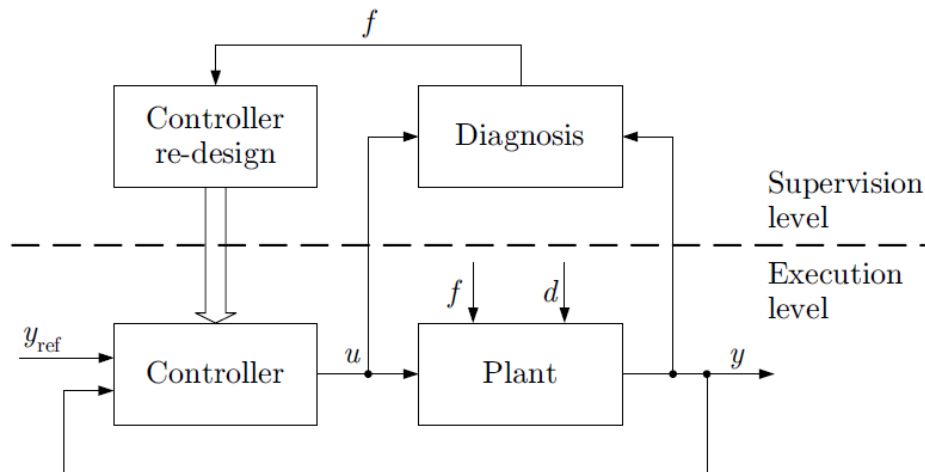 f
Controller
re-design
Diagnosis
Supervision
level
Execution
level
f
d
y_ref
Controller
u
Plant
y